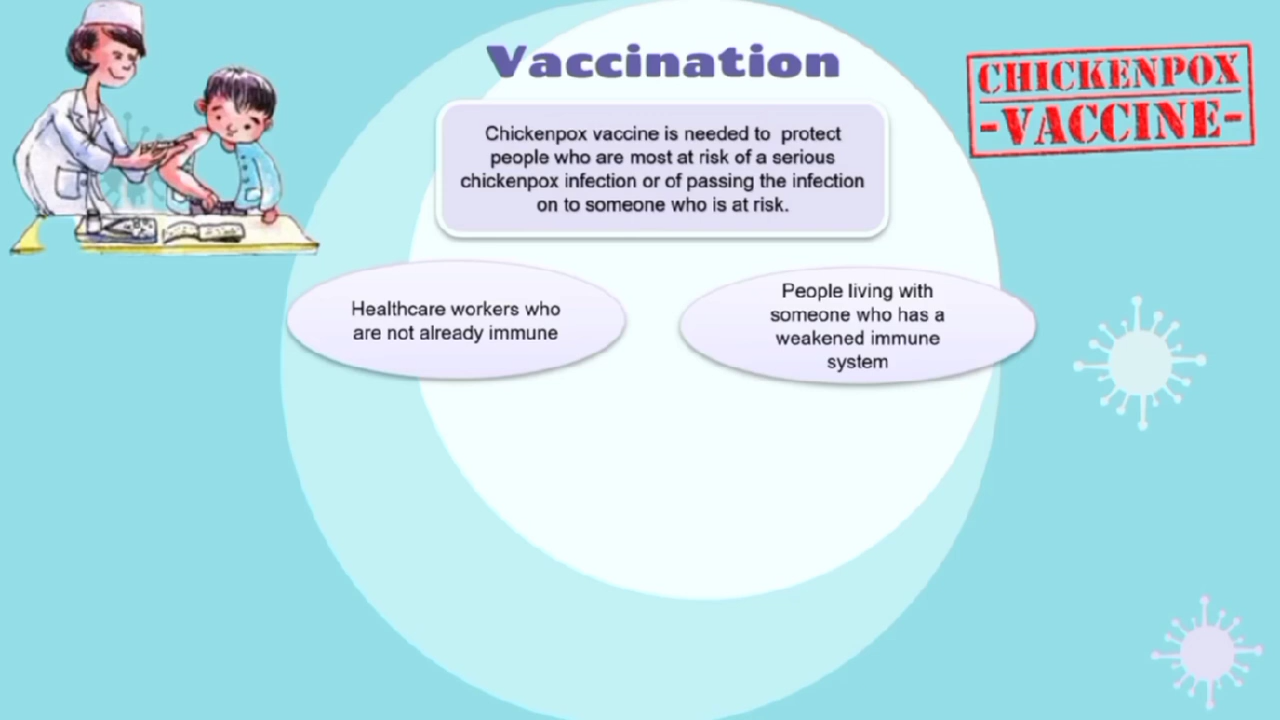 Vaccination
CHICKENPOX
-VACCINE-
Chickenpox vaccine is needed to protect
people who are most at risk of a serious
chickenpox infection or of passing the infection
on to someone who is at risk.
Healthcare workers who
are not already immune
People living with
someone who has a
weakened immune
system